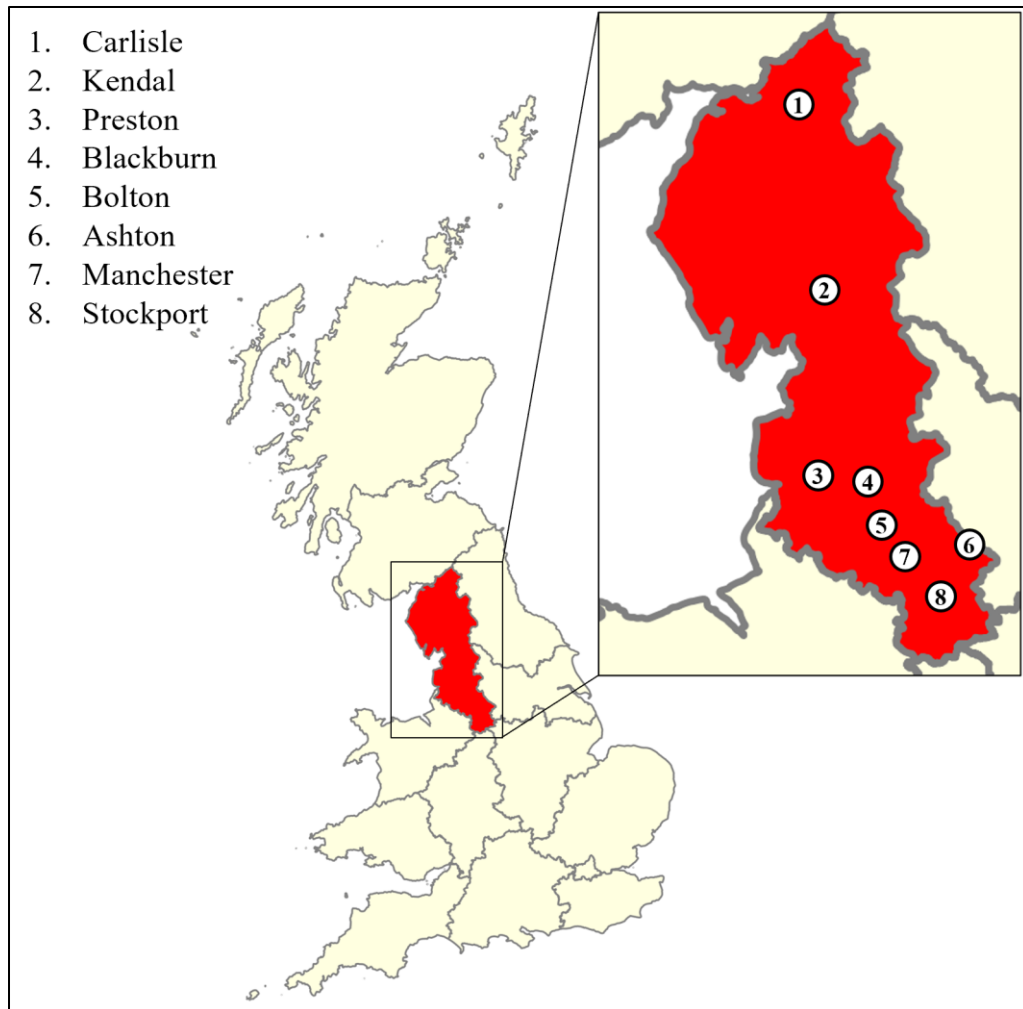 1. Carlisle
2. Kendal
3. Preston
4. Blackburn
5. Bolton
6. Ashton
7. Manchester
8. Stockport
1
2
3
4
5
6
7
8